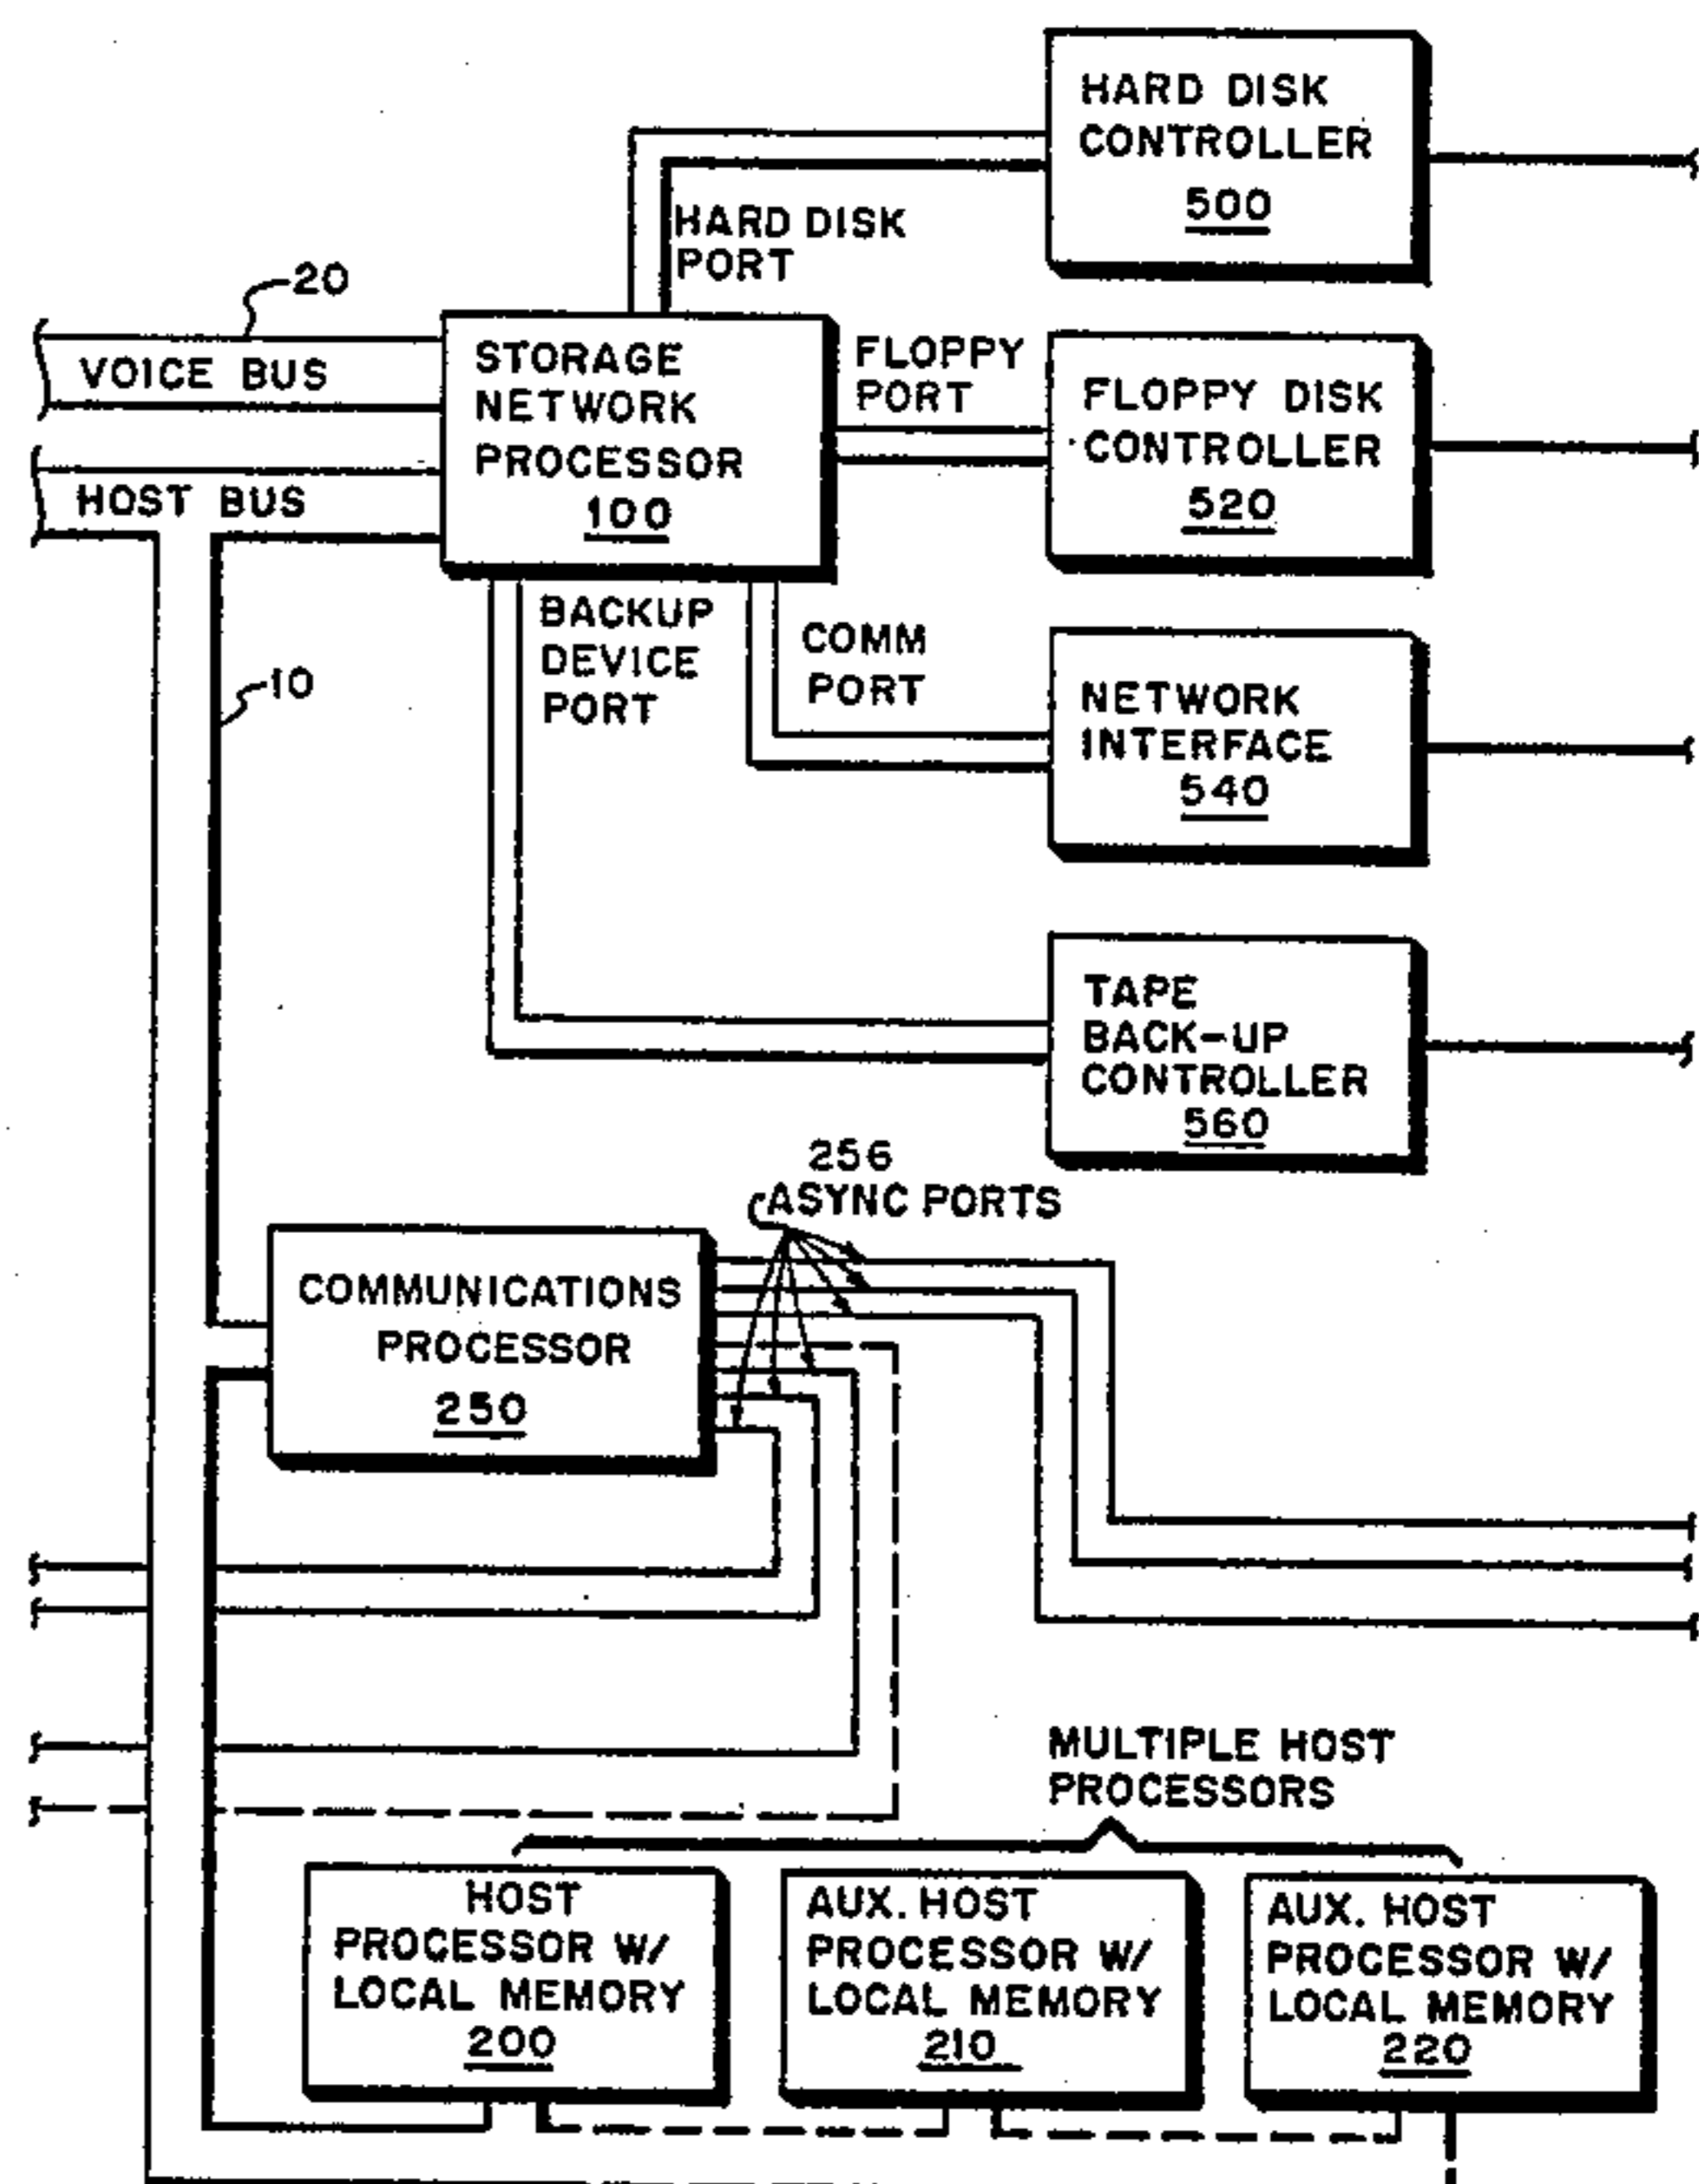 HARD DISK
CONTROLLER
500
HARD DISK
PORT
20
VOICE BUS
HOST BUS
STORAGE
NETWORK
PROCESSOR
100
FLOPPY
PORT
FLOPPY DISK
CONTROLLER
520
BACKUP
DEVICE
PORT
COMM
PORT
10
NETWORK
INTERFACE
540
TAPE
BACK-UP
CONTROLLER
560
256
ASYNC PORTS
COMMUNICATIONS
PROCESSOR
250
MULTIPLE HOST
PROCESSORS
HOST
PROCESSOR W/
LOCAL MEMORY
200
AUX. HOST
PROCESSOR W/
LOCAL MEMORY
210
AUX. HOST
PROCESSOR W/
LOCAL MEMORY
220